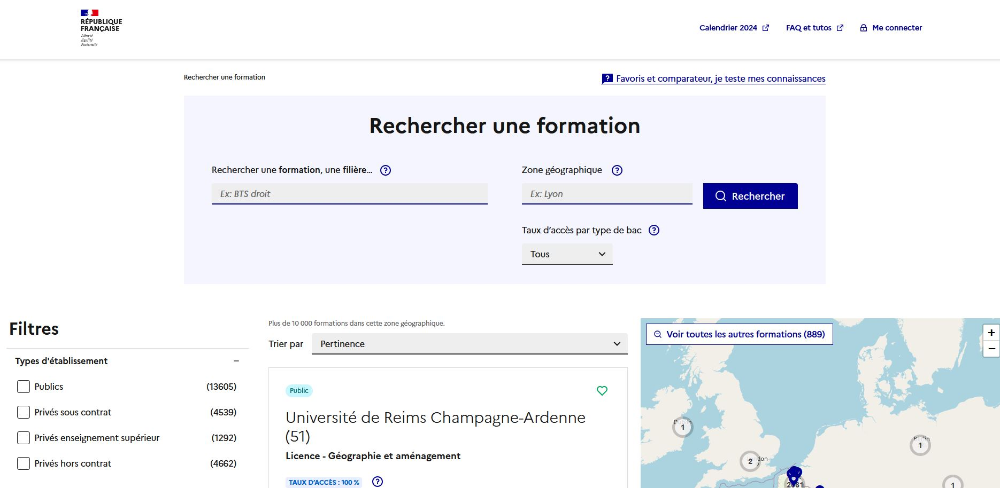 RÉPUBLIQUE
FRANÇAISE
Liberté
Égalité
Fraternité
Calendrier 2024
FAQ et tutos
Me connecter
Rechercher une formation
Favoris et comparateur, je teste mes connaissances
Rechercher une formation
Rechercher une formation, une filière...
Ex: BTS droit
Zone géographique
Ex: Lyon
Rechercher
Taux d’accès par type de bac
Tous
Filtres
Types d'établissement
Publics (13605)
Privés sous contrat (4539)
Privés enseignement supérieur (1292)
Privés hors contrat (4662)
Plus de 10 000 formations dans cette zone géographique.
Trier par Pertinence
Public
Université de Reims Champagne-Ardenne
(51)
Licence - Géographie et aménagement
TAUX D’ACCÈS : 100 %
Voir toutes les autres formations (889)
+
−
1
Berlin
1
2
2061
1